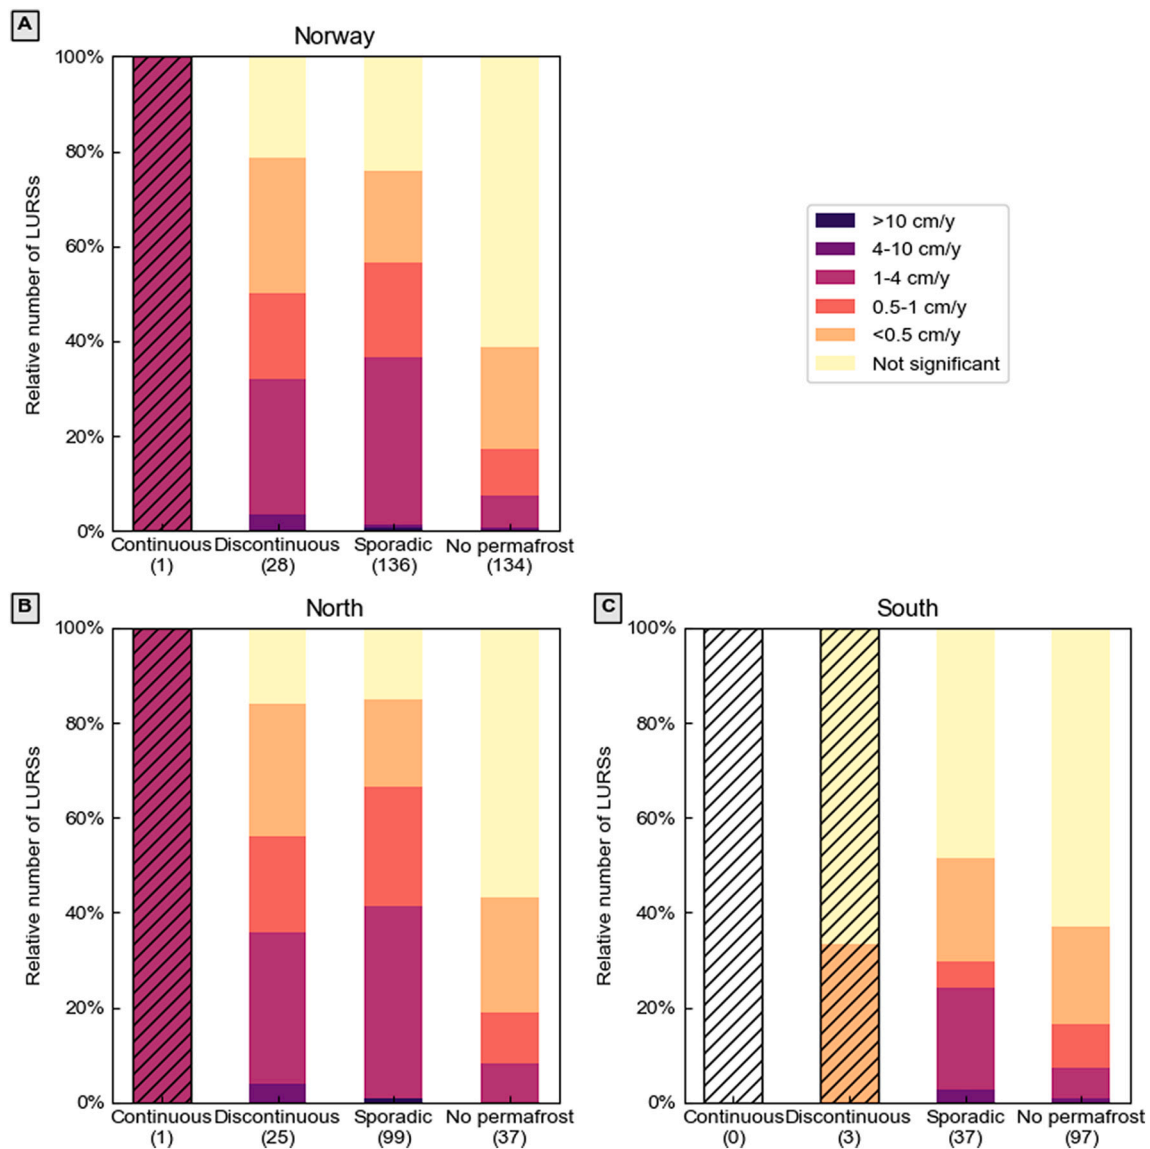 A
Norway
100%
80%
60%
40%
20%
0%
Relative number of LURSs
Continuous Discontinuous Sporadic No permafrost
(1) (28) (136) (134)
>10 cm/y
4-10 cm/y
1-4 cm/y
0.5-1 cm/y
<0.5 cm/y
Not significant
B
North
100%
80%
60%
40%
20%
0%
Relative number of LURSs
Continuous Discontinuous Sporadic No permafrost
(1) (25) (99) (37)
C
South
100%
80%
60%
40%
20%
0%
Relative number of LURSs
Continuous Discontinuous Sporadic No permafrost
(0) (3) (37) (97)